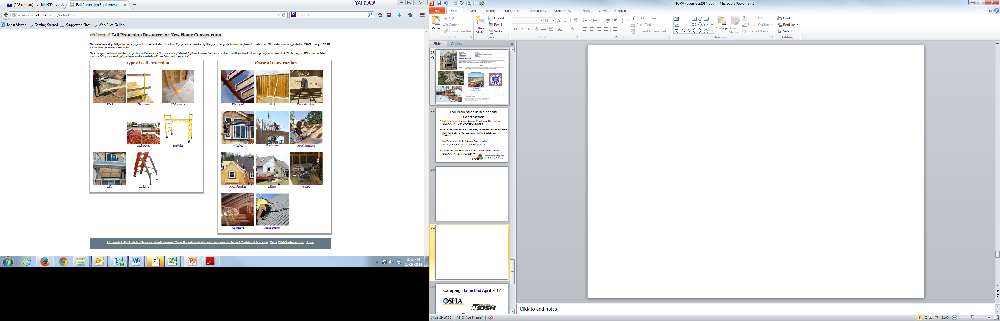 (298 unread) - vickik1959 - ...
Fall Protection Equipment ...
YAHOO!
www.ot.wustl.edu/fptech/index.htm
Yahoo
Most Visited
Getting Started
Suggested Sites
Web Slice Gallery
Welcome! Fall Protection Resource for New Home Construction
This website catalogs fall protection equipment for residential construction. Equipment is classified by the type of fall protection or the phase of construction. This website was supported by CPWR through NIOSH
cooperative agreement OH009762.
Click on a picture below to enter that portion of the resource. If you are using Internet Explorer browser (version 7 or older) and the content is too large for your screen, click "Tools" on your IE browser – Select
"Compatibility View settings", and remove the wustl.edu address from the list generated.
Type of Fall Protection
PFAS
Guardrails
Hole covers
Safety Nets
Scaffolds
Lifts
Ladders
Phase of Construction
Floor joist
Wall
Floor sheathing
Window
Roof truss
Roof sheathing
Roof shingling
Siding
HVAC
Attic work
Maintenance
All contents © Fall Protection Resource. All rights reserved. Use of this website constitutes acceptance of our Terms & Conditions | Disclaimer | Home | Web Site Information | Survey
2:46 PM
10/28/2014
NORAnovember2014.pptx - Microsoft PowerPoint
File
Home
Insert
Design
Transitions
Animations
Slide Show
Review
View
Acrobat
Paste
Cut
Copy
Format Painter
Clipboard
New
Slide
Layout
Reset
Section
Slides
18
Font
Text Direction
Align Text
Convert to SmartArt
Paragraph
Arrange
Quick
Styles
Shape Fill
Shape Outline
Shape Effects
Drawing
Find
Replace
Select
Editing
Slides
Outline
26
OSHA INSTRUCTION
27
Fall Prevention in Residential
Construction
• Fall Prevention Training Among Residential Carpenters
NIOSH/CPWR U54 OH008307, Evanoff
• Use of Fall Prevention Technology in Residential Construction
Heartland Ctr for Occupational Health & Safety
Kaskutas
• Fall Prevention in Residential Construction
NIOSH/CPWR 1 U54 OH008307, Evanoff
• Fall Protection Resource for New Home Construction
NIOSH/CPWR 13-5-PS,
Occupational Safety and
Health Research Group
28
29
30
Campaign launched April 2012
OSHA
NIOSH
Click to add notes
Slide 29 of 32
"2_Office Theme"
118%